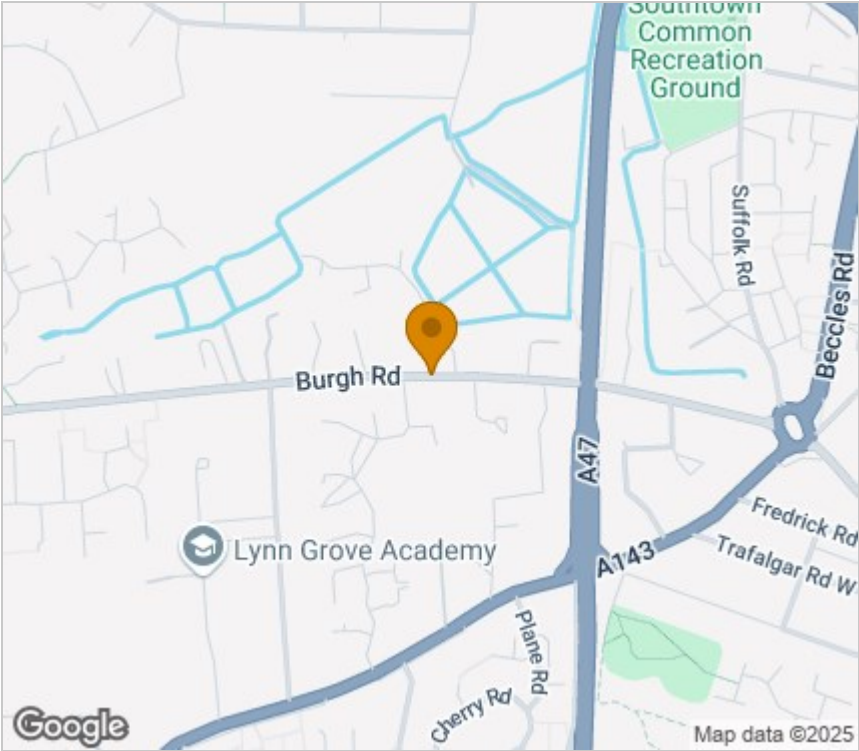 Southtown
Common
Recreation
Ground
Suffolk Rd
Beccles Rd
Burgh Rd
A47
Lynn Grove Academy
A143
Fredrick Rd
Trafalgar Rd W
Plane Rd
Cherry Rd
Google
Map data ©2025